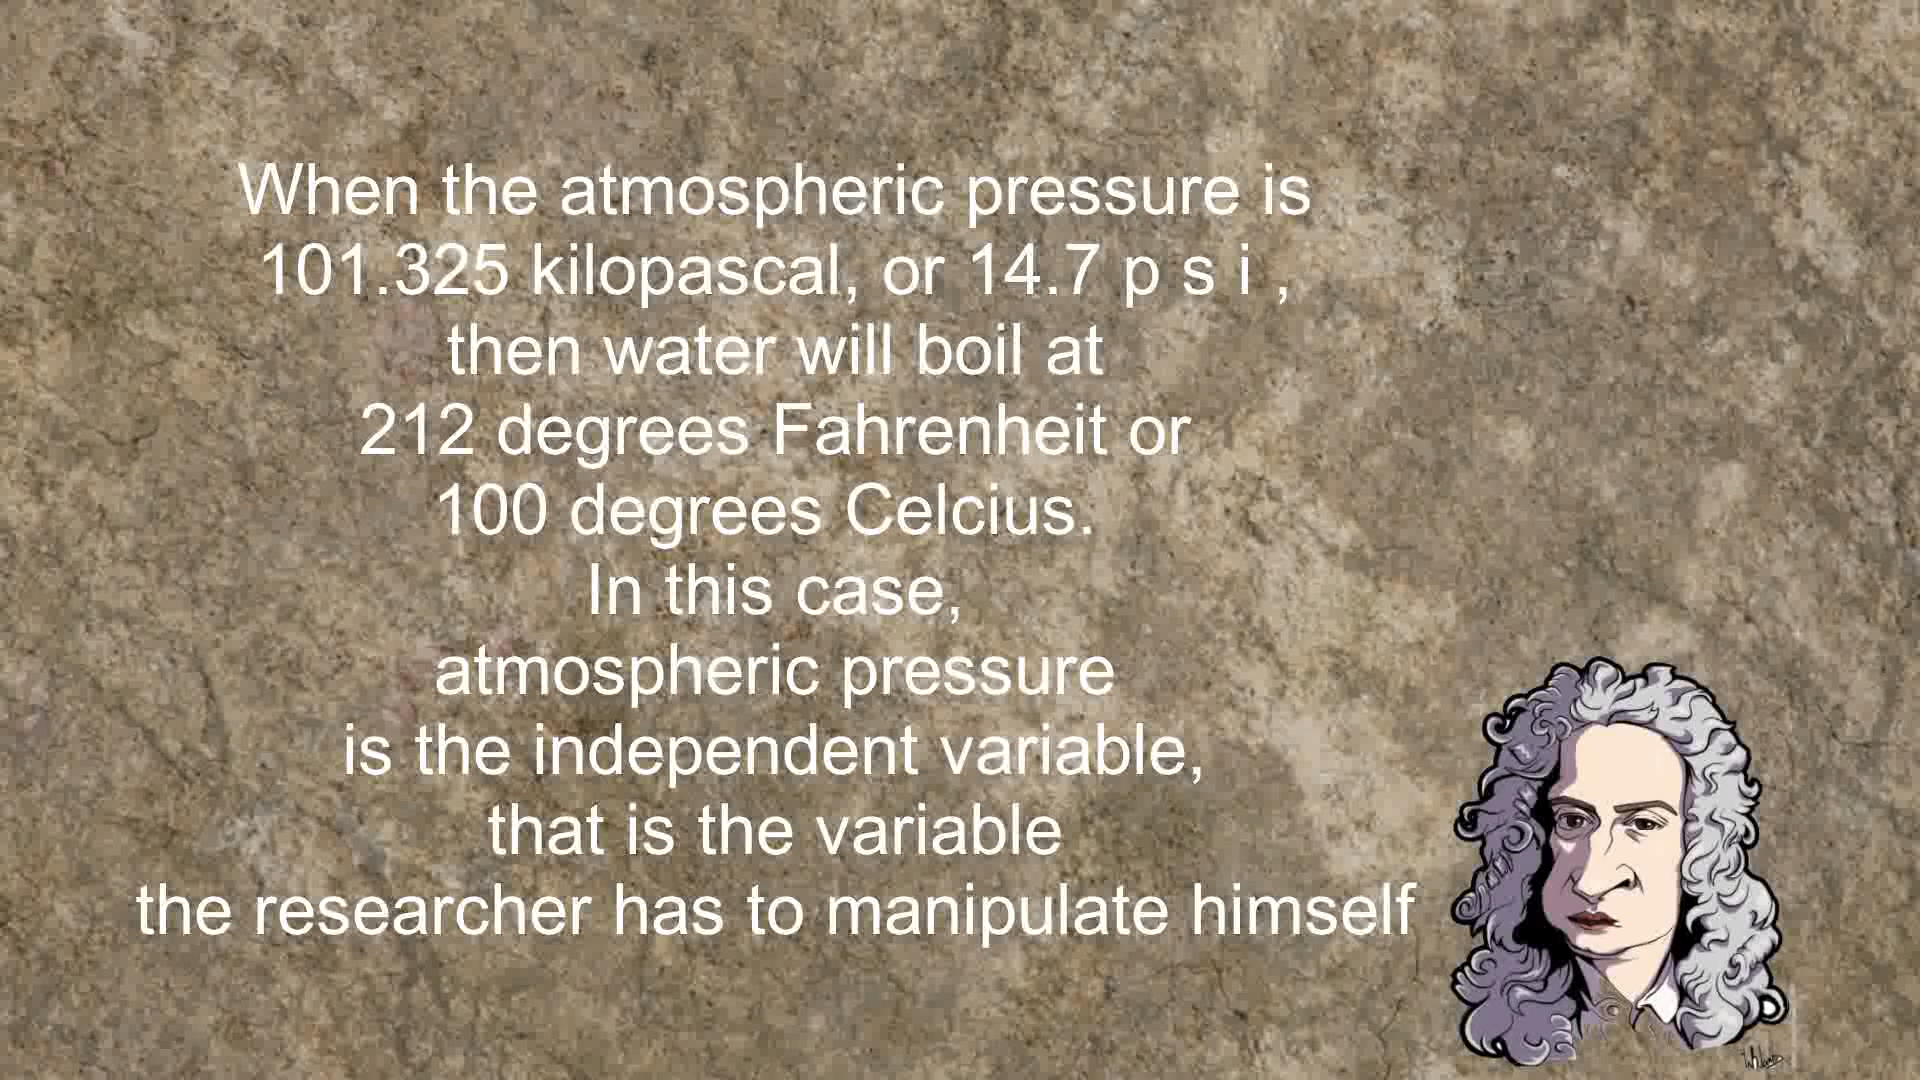 When the atmospheric pressure is
101.325 kilopascal, or 14.7 p s i ,
then water will boil at
212 degrees Fahrenheit or
100 degrees Celcius.
In this case,
atmospheric pressure
is the independent variable,
that is the variable
the researcher has to manipulate himself